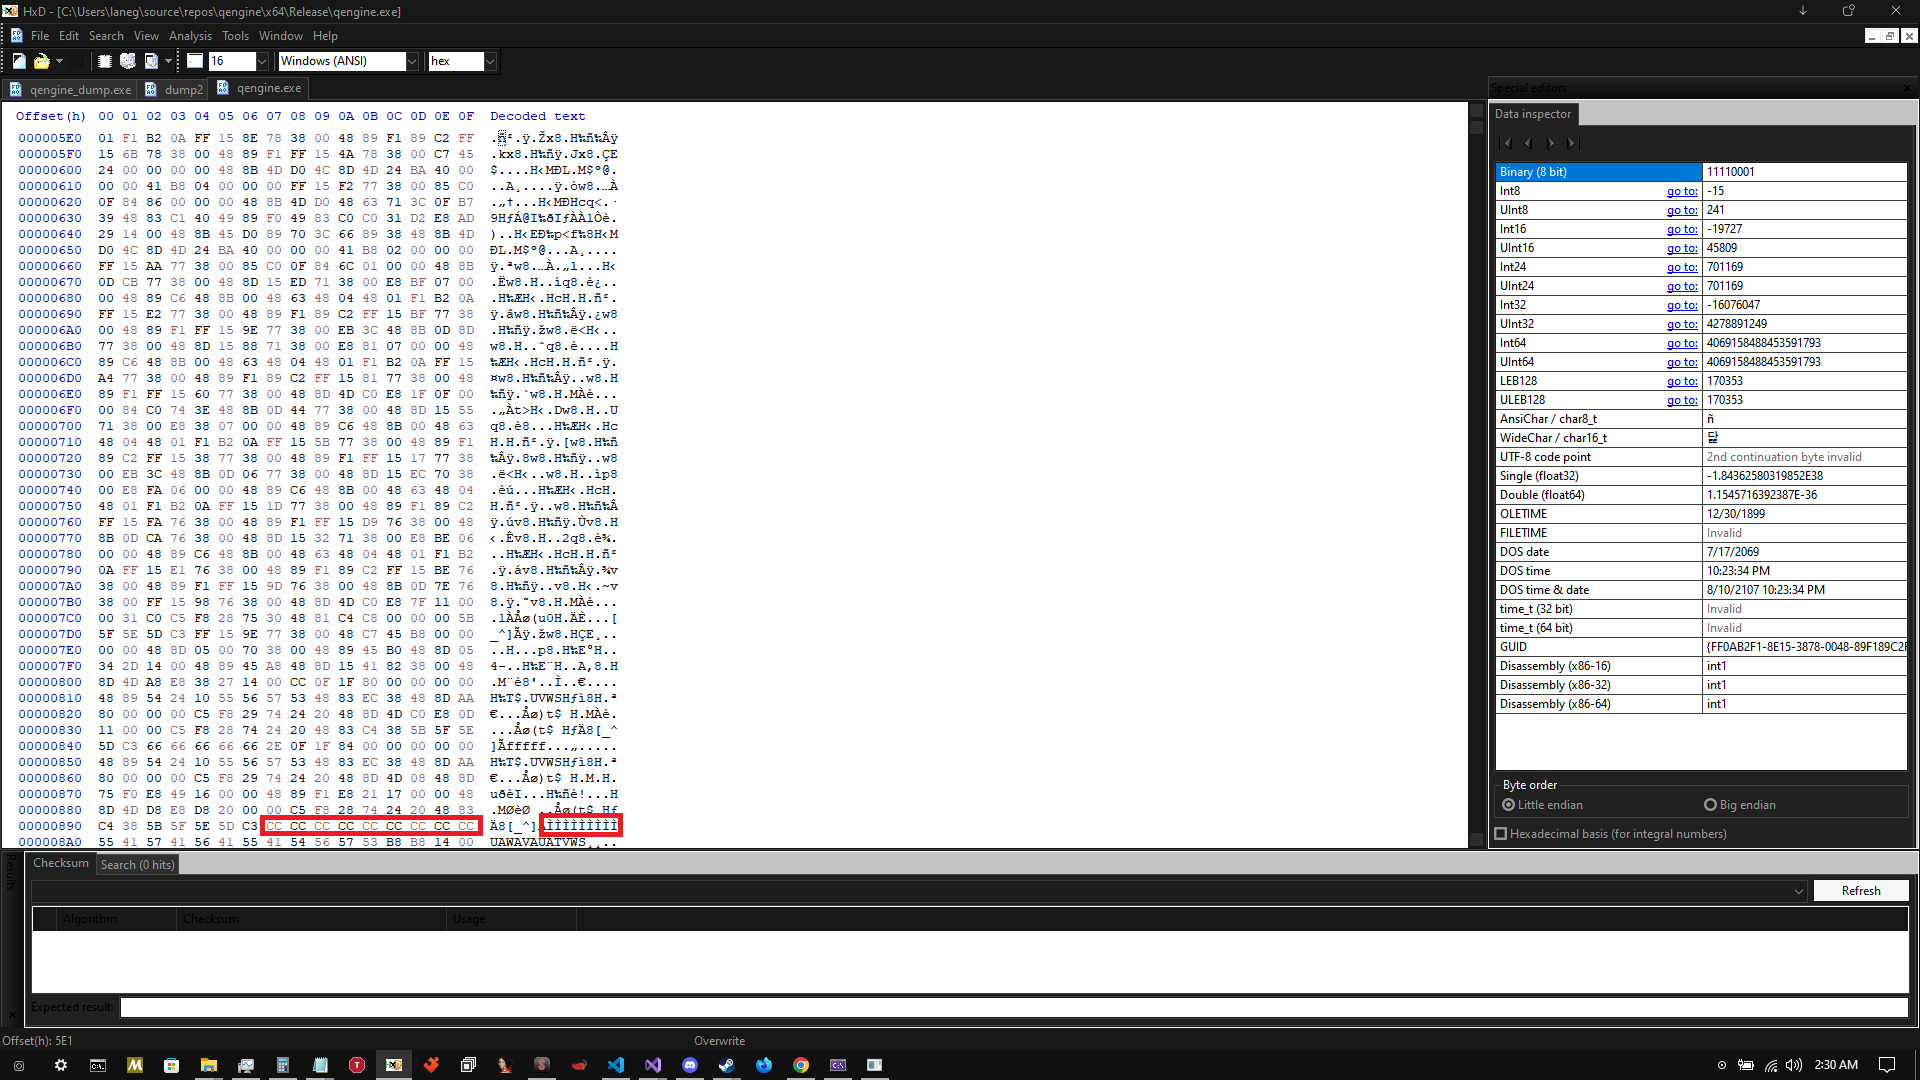 HxD - [C:\Users\laneg\source\repos\qengine\x64\Release\qengine.exe]
File Edit Search View Analysis Tools Window Help
16 Windows (ANSI) hex
qengine_dump.exe dump2 qengine.exe
Special editors
Offset(h) 00 01 02 03 04 05 06 07 08 09 0A 0B 0C 0D 0E 0F Decoded text
000005E0 01 F1 B2 0A FF 15 8E 78 38 00 48 89 F1 89 C2 FF .ñ².ÿ.Žx8.H‰ñ‰Âÿ
000005F0 15 6B 78 38 00 48 89 F1 FF 15 4A 78 38 00 C7 45 .kx8.H‰ñÿ.Jx8.ÇE
00000600 24 00 00 00 00 48 8B 4D D0 4C 8D 4D 24 BA 40 00 $....H‹MÐL.M$º@.
00000610 00 00 41 B8 04 00 00 00 FF 15 F2 77 38 00 85 C0 ..A¸....ÿ.òw8.…À
00000620 0F 84 86 00 00 00 48 8B 4D D0 48 63 71 3C 0F B7 .„†...H‹MÐHcq<.·
00000630 39 48 83 C1 40 49 89 F0 49 83 C0 C0 31 D2 E8 AD 9HƒÁ@I‰ðIƒÀÀ1Òè.
00000640 29 14 00 48 8B 45 D0 89 70 3C 66 89 38 48 8B 4D )..H‹EÐ‰p<f‰8H‹M
00000650 D0 4C 8D 4D 24 BA 40 00 00 00 41 B8 02 00 00 00 ÐL.M$º@...A¸....
00000660 FF 15 AA 77 38 00 85 C0 0F 84 6C 01 00 00 48 8B ÿ.ªw8.…À.„l...H‹
00000670 0D CB 77 38 00 48 8D 15 ED 71 38 00 E8 BF 07 00 .Ëw8.H..íq8.è¿..
00000680 00 48 89 C6 48 8B 00 48 63 48 04 48 01 F1 B2 0A .H‰ÆH‹.HcH.H.ñ².
00000690 FF 15 E2 77 38 00 48 89 F1 89 C2 FF 15 BF 77 38 ÿ.âw8.H‰ñ‰Âÿ.¿w8
000006A0 00 48 89 F1 FF 15 9E 77 38 00 EB 3C 48 8B 0D 8D .H‰ñÿ.žw8.ë<H‹..
000006B0 77 38 00 48 8D 15 88 71 38 00 E8 81 07 00 00 48 w8.H..ˆq8.è....H
000006C0 89 C6 48 8B 00 48 63 48 04 48 01 F1 B2 0A FF 15 ‰ÆH‹.HcH.H.ñ².ÿ.
000006D0 A4 77 38 00 48 89 F1 89 C2 FF 15 81 77 38 00 48 ¤w8.H‰ñ‰Âÿ..w8.H
000006E0 89 F1 FF 15 60 77 38 00 48 8D 4D C0 E8 1F 0F 00 ‰ñÿ.`w8.H.MÀè...
000006F0 00 84 C0 74 3E 48 8B 0D 44 77 38 00 48 8D 15 55 .„Àt>H‹.Dw8.H..U
00000700 71 38 00 E8 38 07 00 00 48 89 C6 48 8B 00 48 63 q8.è8...H‰ÆH‹.Hc
00000710 48 04 48 01 F1 B2 0A FF 15 5B 77 38 00 48 89 F1 H.H.ñ².ÿ.[w8.H‰ñ
00000720 89 C2 FF 15 38 77 38 00 48 89 F1 FF 15 17 77 38 ‰Âÿ.8w8.H‰ñÿ..w8
00000730 00 EB 3C 48 8B 0D 06 77 38 00 48 8D 15 EC 70 38 .ë<H‹..w8.H..ìp8
00000740 00 E8 FA 06 00 00 48 89 C6 48 8B 00 48 63 48 04 .èú...H‰ÆH‹.HcH.
00000750 48 01 F1 B2 0A FF 15 1D 77 38 00 48 89 F1 89 C2 H.ñ².ÿ..w8.H‰ñ‰Â
00000760 FF 15 FA 76 38 00 48 89 F1 FF 15 D9 76 38 00 48 ÿ.úv8.H‰ñÿ.Ùv8.H
00000770 8B 0D CA 76 38 00 48 8D 15 32 71 38 00 E8 BE 06 ‹.Êv8.H..2q8.è¾.
00000780 00 00 48 89 C6 48 8B 00 48 63 48 04 48 01 F1 B2 ..H‰ÆH‹.HcH.H.ñ²
00000790 0A FF 15 E1 76 38 00 48 89 F1 89 C2 FF 15 BE 76 .ÿ.áv8.H‰ñ‰Âÿ.¾v
000007A0 38 00 48 89 F1 FF 15 9D 76 38 00 48 8B 0D 7E 76 8.H‰ñÿ..v8.H‹.~v
000007B0 38 00 FF 15 98 76 38 00 48 8D 4D C0 E8 7F 11 00 8.ÿ.˜v8.H.MÀè...
000007C0 00 31 C0 C5 F8 28 75 30 48 81 C4 C8 00 00 00 5B .1ÀÅø(u0H.ÄÈ...[
000007D0 5F 5E 5D C3 FF 15 9E 77 38 00 48 C7 45 B8 00 00 _^]Ãÿ.žw8.HÇE¸..
000007E0 00 00 48 8D 05 00 70 38 00 48 89 45 B0 48 8D 05 ..H...p8.H‰E°H..
000007F0 34 2D 14 00 48 89 45 A8 48 8D 15 41 82 38 00 48 4-..H‰E¨H..A‚8.H
00000800 8D 4D A8 E8 38 27 14 00 CC 0F 1F 80 00 00 00 00 .M¨è8'..Ì..€....
00000810 48 89 54 24 10 55 56 57 53 48 83 EC 38 48 8D AA H‰T$.UVWSHƒì8H.ª
00000820 80 00 00 00 C5 F8 29 74 24 20 48 8D 4D C0 E8 0D €...Åø)t$ H.MÀè.
00000830 11 00 00 C5 F8 28 74 24 20 48 83 C4 38 5B 5F 5E ...Åø(t$ HƒÄ8[_^
00000840 5D C3 66 66 66 66 66 2E 0F 1F 84 00 00 00 00 00 ]Ãfffff...„.....
00000850 48 89 54 24 10 55 56 57 53 48 83 EC 38 48 8D AA H‰T$.UVWSHƒì8H.ª
00000860 80 00 00 00 C5 F8 29 74 24 20 48 8D 4D 08 48 8D €...Åø)t$ H.M.H.
00000870 75 F0 E8 49 16 00 00 48 89 F1 E8 21 17 00 00 48 uðèI...H‰ñè!...H
00000880 8D 4D D8 E8 D8 20 00 00 C5 F8 28 74 24 20 48 83 .MØèØ ..Åø(t$ Hƒ
00000890 C4 38 5B 5F 5E 5D C3 CC CC CC CC CC CC CC CC CC Ä8[_^]ÃÌÌÌÌÌÌÌÌÌ
000008A0 55 41 57 41 56 41 55 41 54 56 57 53 B8 B8 14 00 UAWAVAUATVWS¸¸..
Data inspector
Binary (8 bit) 11110001
Int8 go to: -15
UInt8 go to: 241
Int16 go to: -19727
UInt16 go to: 45809
Int24 go to: 701169
UInt24 go to: 701169
Int32 go to: -16076047
UInt32 go to: 4278891249
Int64 go to: 4069158488453591793
UInt64 go to: 4069158488453591793
LEB128 go to: 170353
ULEB128 go to: 170353
AnsiChar / char8_t ñ
WideChar / char16_t
UTF-8 code point 2nd continuation byte invalid
Single (float32) -1.84362580319852E38
Double (float64) 1.1545716392387E-36
OLETIME 12/30/1899
FILETIME Invalid
DOS date 7/17/2069
DOS time 10:23:34 PM
DOS time & date 8/10/2107 10:23:34 PM
time_t (32 bit) Invalid
time_t (64 bit) Invalid
GUID {FF0AB2F1-8E15-3878-0048-89F189C2F
Disassembly (x86-16) int1
Disassembly (x86-32) int1
Disassembly (x86-64) int1
Byte order
Little endian Big endian
Hexadecimal basis (for integral numbers)
Results
Checksum Search (0 hits)
Refresh
Algorithm Checksum Usage
Expected result:
Offset(h): 5E1 Overwrite
2:30 AM